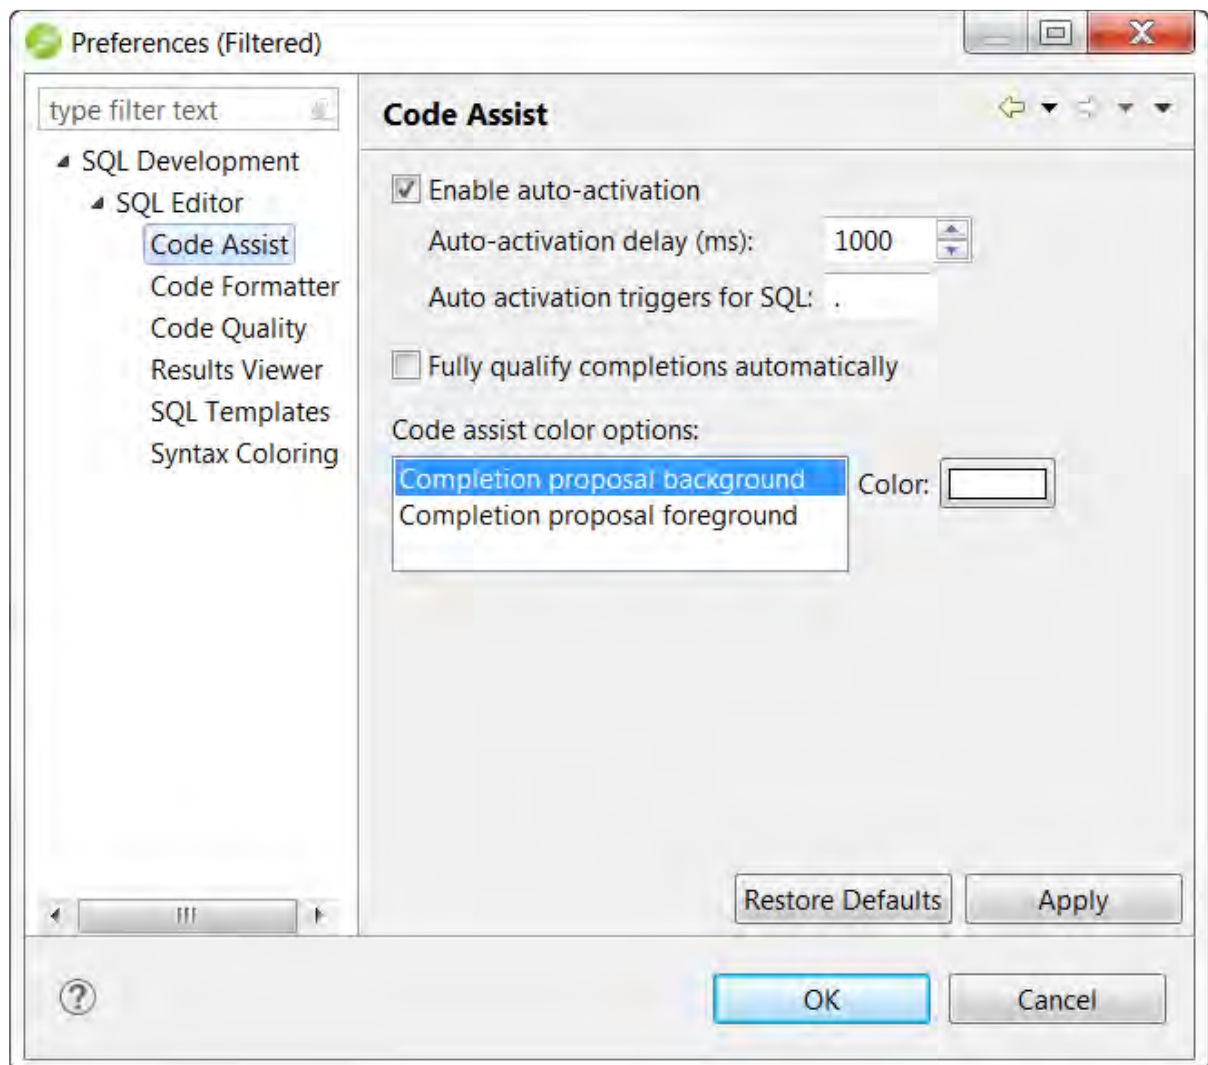 Preferences (Filtered)
type filter text
Code Assist
SQL Development
SQL Editor
Code Assist
Code Formatter
Code Quality
Results Viewer
SQL Templates
Syntax Coloring
Enable auto-activation
Auto-activation delay (ms): 1000
Auto activation triggers for SQL: .
Fully qualify completions automatically
Code assist color options:
Completion proposal background
Color:
Completion proposal foreground
Restore Defaults
Apply
OK
Cancel